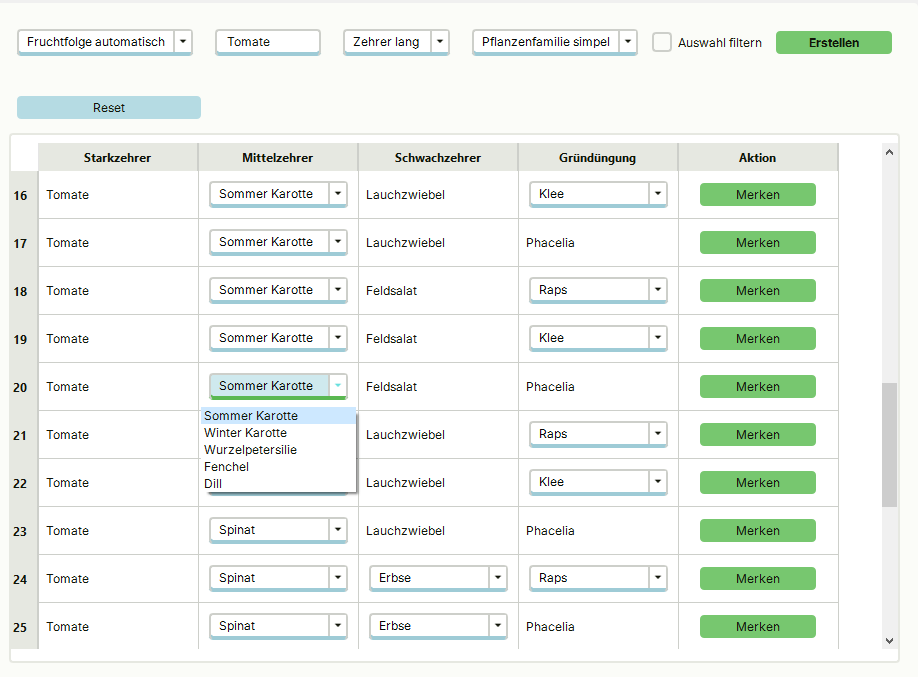 Fruchtfolge automatisch Tomate Zehrer lang Pflanzenfamilie simpel Auswahl filtern Erstellen
Reset
Starkzehrer Mittelzehrer Schwachzehrer Gründüngung Aktion
16 Tomate Sommer Karotte Lauchzwiebel Klee Merken
17 Tomate Sommer Karotte Lauchzwiebel Phacelia Merken
18 Tomate Sommer Karotte Feldsalat Raps Merken
19 Tomate Sommer Karotte Feldsalat Klee Merken
20 Tomate Sommer Karotte Feldsalat Phacelia Merken
Sommer Karotte
Winter Karotte
Wurzelpetersilie
Fenchel
Dill
21 Tomate Lauchzwiebel Raps Merken
22 Tomate Lauchzwiebel Klee Merken
23 Tomate Spinat Lauchzwiebel Phacelia Merken
24 Tomate Spinat Erbse Raps Merken
25 Tomate Spinat Erbse Phacelia Merken